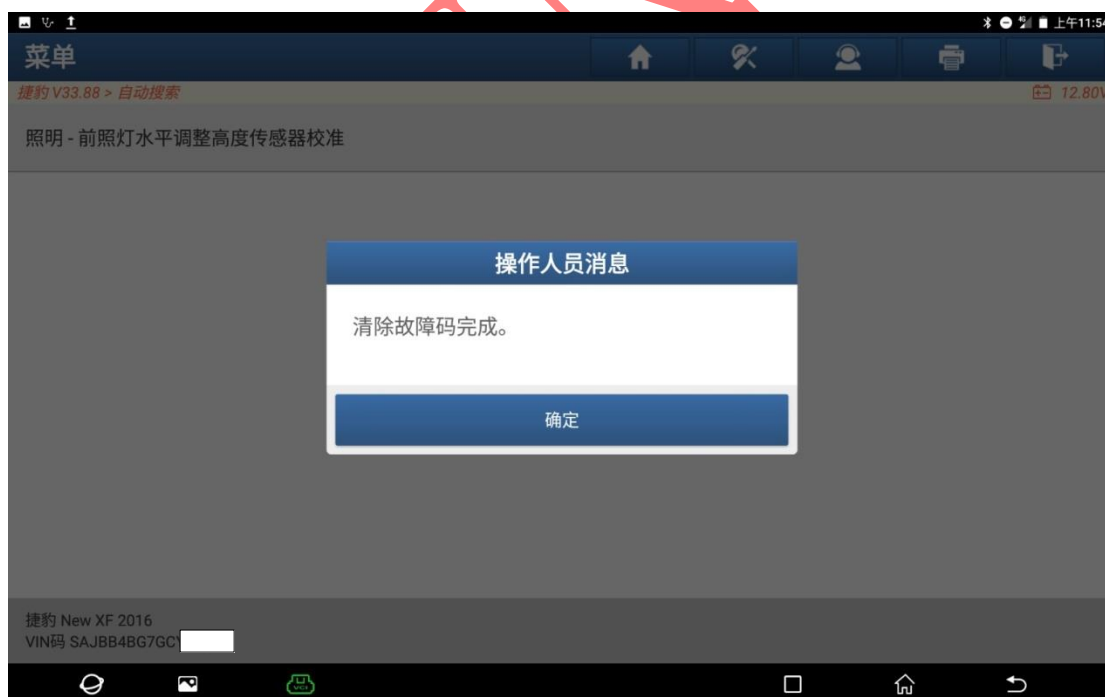 上午11:54
菜单
捷豹 V33.88 > 自动搜索
12.80V
照明 - 前照灯水平调整高度传感器校准
操作人员消息
清除故障码完成。
确定
捷豹 New XF 2016
VIN码 SAJBB4BG7GC
VCI